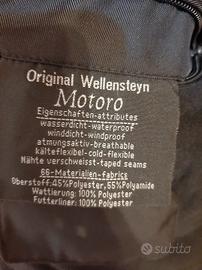 Original Wellensteyn
Motoro
Eigenschaften-attributes
wasserdicht-waterproof
winddicht-windproof
atmungsaktiv-breathable
kälteflexibel-cold-flexible
Nähte verschweisst-taped seams
66-Materialien-fabrics
Oberstoff:45%Polyester,55%Polyamide
Wattierung:100% Polyester
Futterliner:100% Polyester
subito